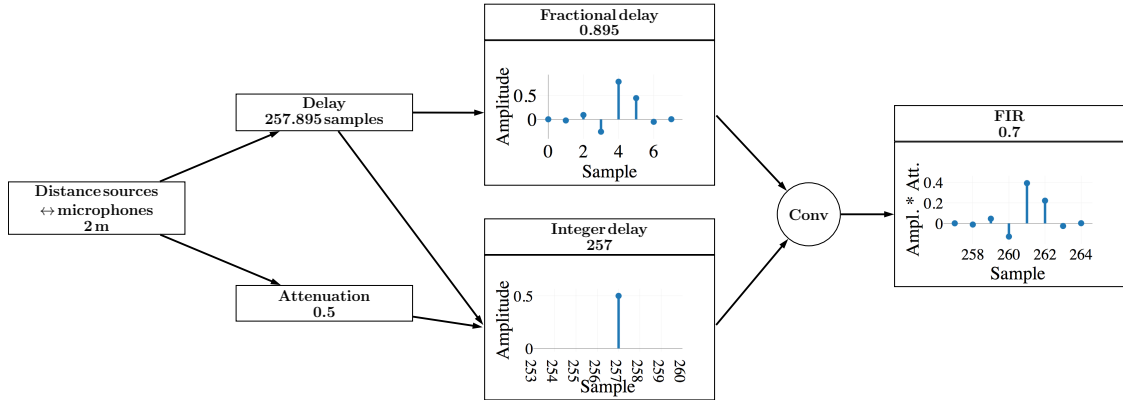 Distance sources
↔ microphones
2 m
Delay
257.895 samples
Attenuation
0.5
Fractional delay
0.895
Amplitude
0.5
0
0 2 4 6
Sample
Integer delay
257
Amplitude
0.5
0
253 254 255 256 257 258 259 260
Sample
Conv
FIR
0.7
Ampl. * Att.
0.4
0.2
0
258 260 262 264
Sample